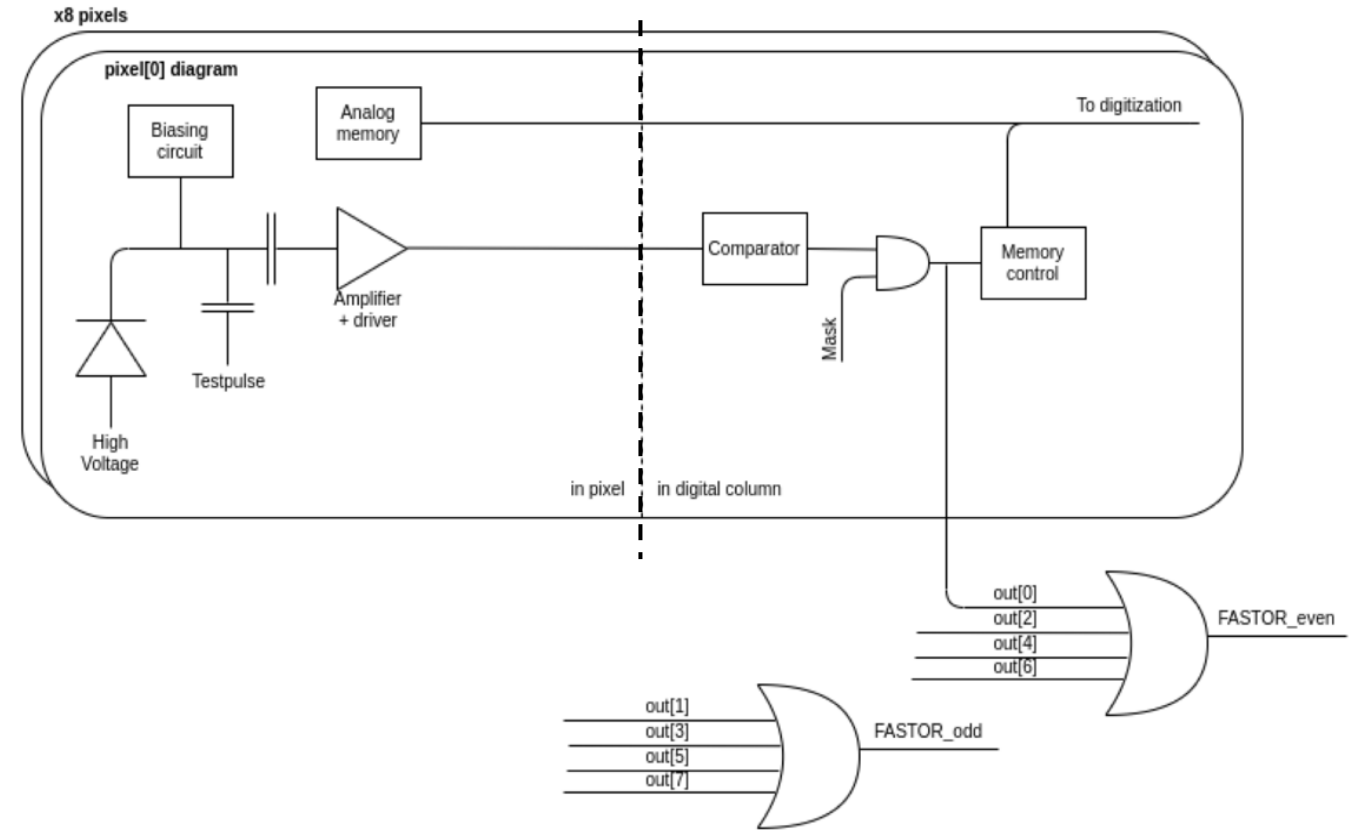 x8 pixels
pixel[0] diagram
Biasing
circuit
Analog
memory
To digitization
Comparator
Memory
control
Amplifier
+ driver
Mask
Testpulse
High
Voltage
in pixel
in digital column
out[0]
out[2]
out[4]
out[6]
FASTOR_even
out[1]
out[3]
out[5]
out[7]
FASTOR_odd